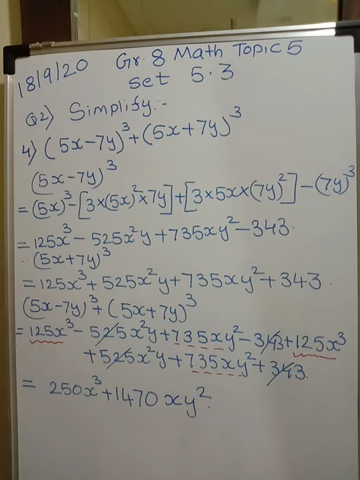 18/9/20 Gr. 8 Math Topic 5
Set 5.3
Q2) Simplify:-
4) (5x-7y)³+(5x+7y)³
(5x-7y)³
=(5x)³-[3×(5x)²×7y]+[3×5x×(7y)²]-(7y)³
=125x³-525x²y+735xy²-343.
∴(5x+7y)³
=125x³+525x²y+735xy²+343.
(5x-7y)³+(5x+7y)³
=125x³-525x²y+735xy²-343+125x³
+525x²y+735xy²+343.
= 250x³+1470xy².